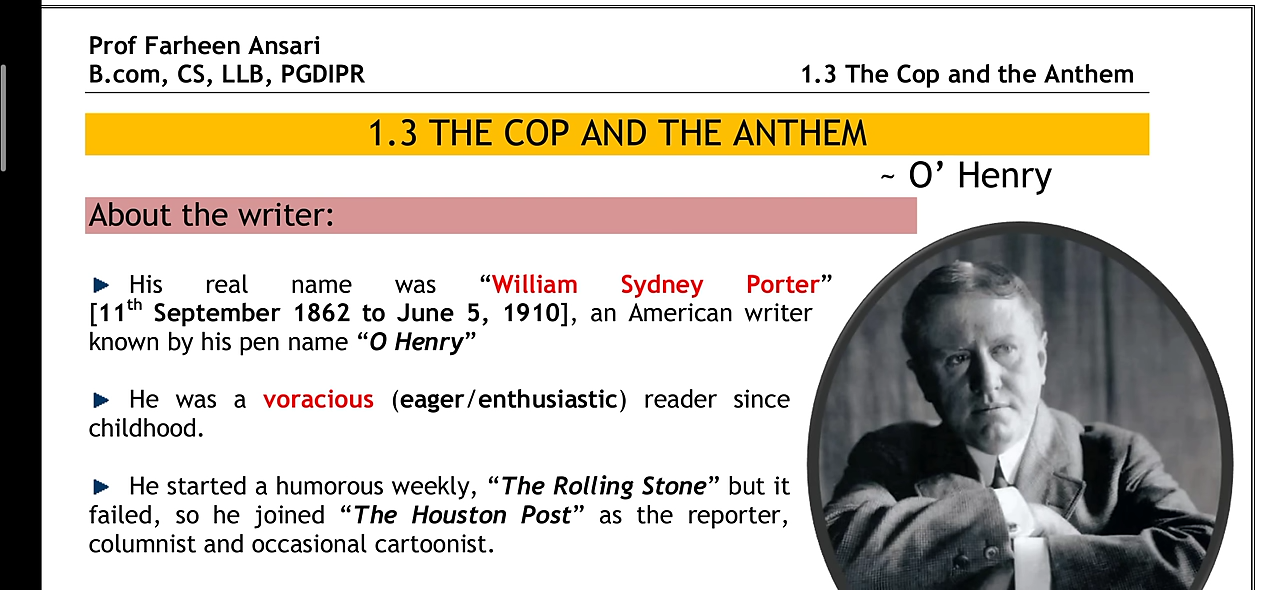 Prof Farheen Ansari
B.com, CS, LLB, PGDIPR 1.3 The Cop and the Anthem
1.3 THE COP AND THE ANTHEM
~ O’ Henry
About the writer:
► His real name was “William Sydney Porter”
[11th September 1862 to June 5, 1910], an American writer
known by his pen name “O Henry”
► He was a voracious (eager/enthusiastic) reader since
childhood.
► He started a humorous weekly, “The Rolling Stone” but it
failed, so he joined “The Houston Post” as the reporter,
columnist and occasional cartoonist.